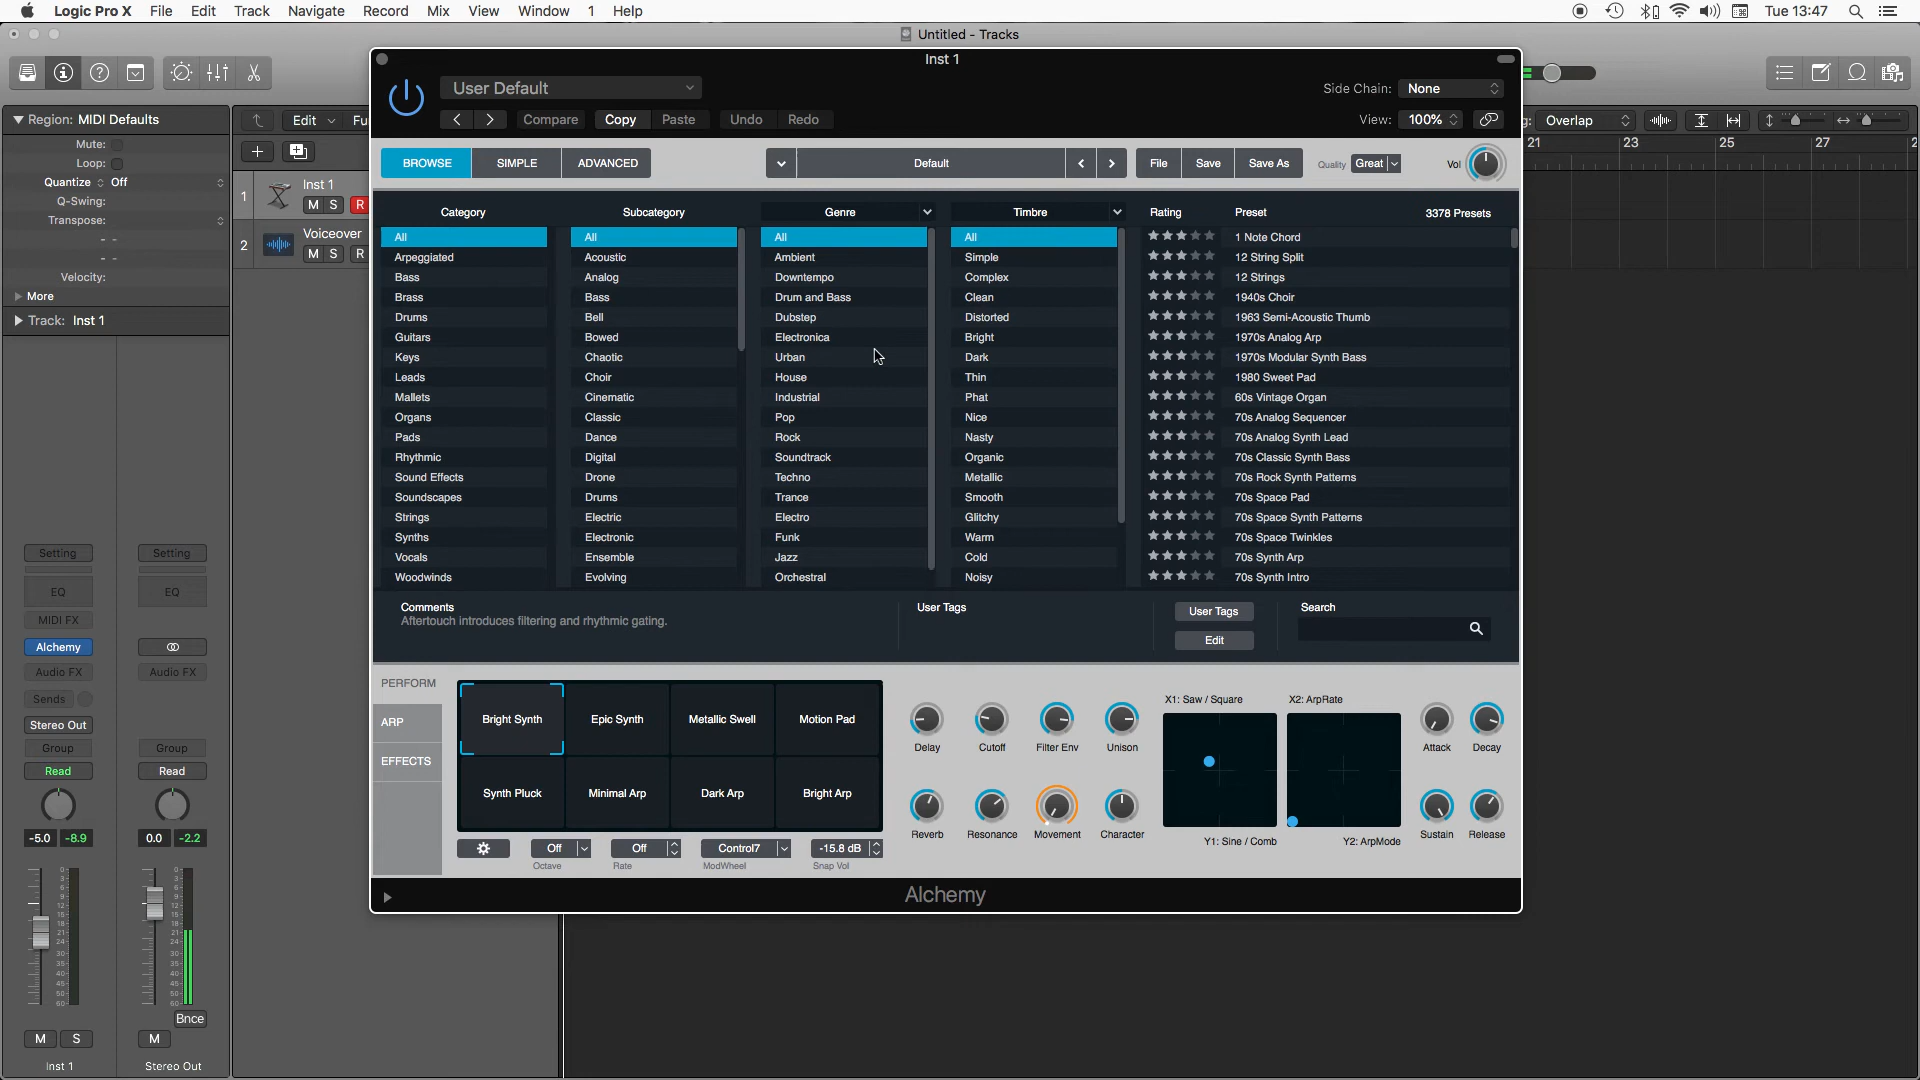 Logic Pro X File Edit Track Navigate Record Mix View Window 1 Help Tue 13:47
Untitled - Tracks
Inst 1
User Default
Side Chain: None
Compare Copy Paste Undo Redo
View: 100%
Region: MIDI Defaults
Mute:
Loop:
Quantize Off
Q-Swing:
Transpose:
Velocity:
More
Track: Inst 1
Edit Fu
1 Inst 1
M S R
2 Voiceover
M S R
g: Overlap
21 23 25 27 2
BROWSE SIMPLE ADVANCED Default File Save Save As Quality Great Vol
Category Subcategory Genre Timbre Rating Preset 3378 Presets
All All All All 1 Note Chord
Arpeggiated Acoustic Ambient Simple 12 String Split
Bass Analog Downtempo Complex 12 Strings
Brass Bass Drum and Bass Clean 1940s Choir
Drums Bell Dubstep Distorted 1963 Semi-Acoustic Thumb
Guitars Bowed Electronica Bright 1970s Analog Arp
Keys Chaotic Urban Dark 1970s Modular Synth Bass
Leads Choir House Thin 1980 Sweet Pad
Mallets Cinematic Industrial Phat 60s Vintage Organ
Organs Classic Pop Nice 70s Analog Sequencer
Pads Dance Rock Nasty 70s Analog Synth Lead
Rhythmic Digital Soundtrack Organic 70s Classic Synth Bass
Sound Effects Drone Techno Metallic 70s Rock Synth Patterns
Soundscapes Drums Trance Smooth 70s Space Pad
Strings Electric Electro Glitchy 70s Space Synth Patterns
Synths Electronic Funk Warm 70s Space Twinkles
Vocals Ensemble Jazz Cold 70s Synth Arp
Woodwinds Evolving Orchestral Noisy 70s Synth Intro
Comments User Tags User Tags Search
Aftertouch introduces filtering and rhythmic gating.
Edit
PERFORM
ARP
EFFECTS
Bright Synth Epic Synth Metallic Swell Motion Pad
Synth Pluck Minimal Arp Dark Arp Bright Arp
Off Off Control7 -15.8 dB
Octave Rate ModWheel Snap Vol
Delay Cutoff Filter Env Unison
Reverb Resonance Movement Character
X1: Saw / Square X2: ArpRate
Y1: Sine / Comb Y2: ArpMode
Attack Decay
Sustain Release
Alchemy
Setting Setting
EQ EQ
MIDI FX
Alchemy
Audio FX Audio FX
Sends
Stereo Out
Group Group
Read Read
-5.0 -8.9 0.0 -2.2
Bnce
M S M
Inst 1 Stereo Out